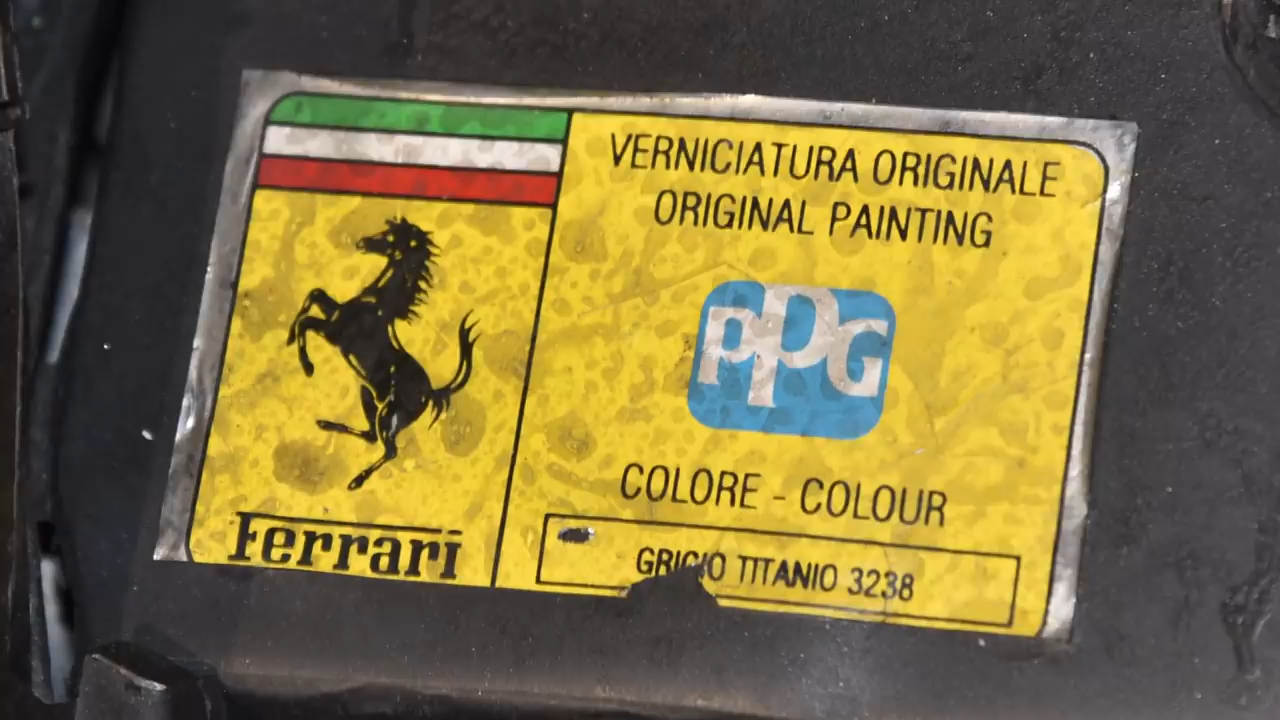 VERNICIATURA ORIGINALE
ORIGINAL PAINTING
PPG
COLORE - COLOUR
GRIGIO TITANIO 3238
Ferrari